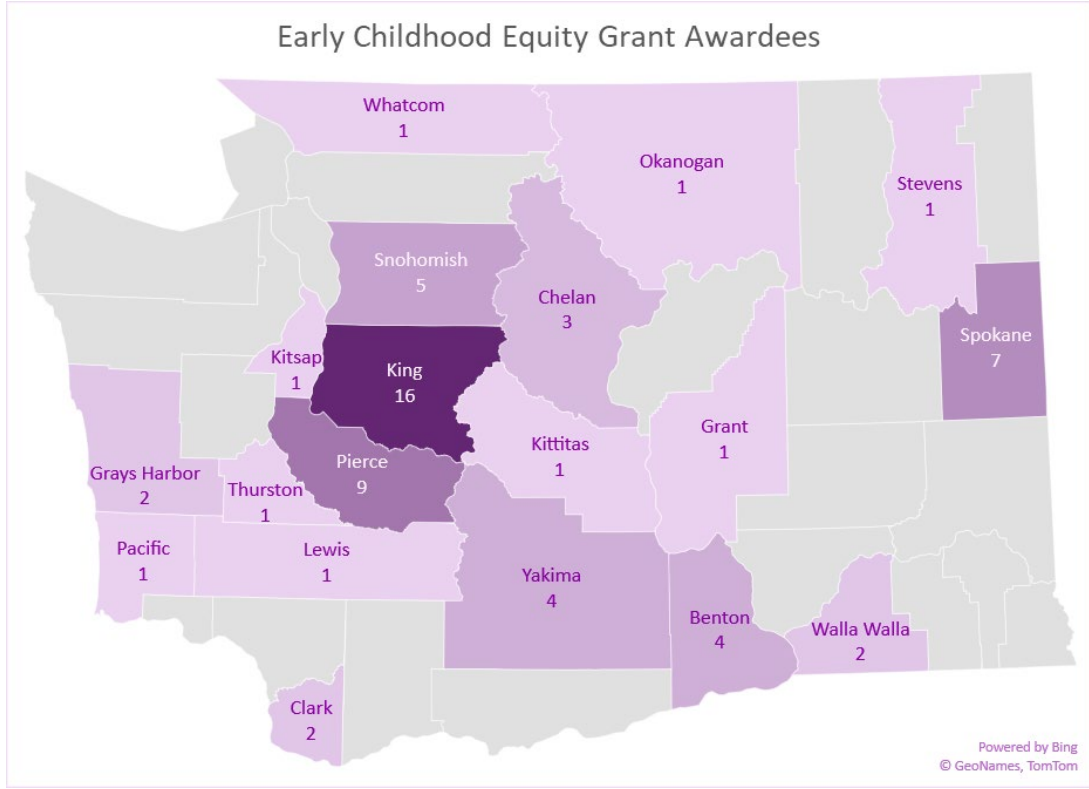 Early Childhood Equity Grant Awardees
Whatcom
1
Okanogan
1
Stevens
1
Snohomish
5
Chelan
3
Spokane
7
Kitsap
1
King
16
Grant
1
Kittitas
1
Pierce
9
Grays Harbor
2
Thurston
1
Pacific
1
Lewis
1
Yakima
4
Benton
4
Walla Walla
2
Clark
2
Powered by Bing
© GeoNames, TomTom